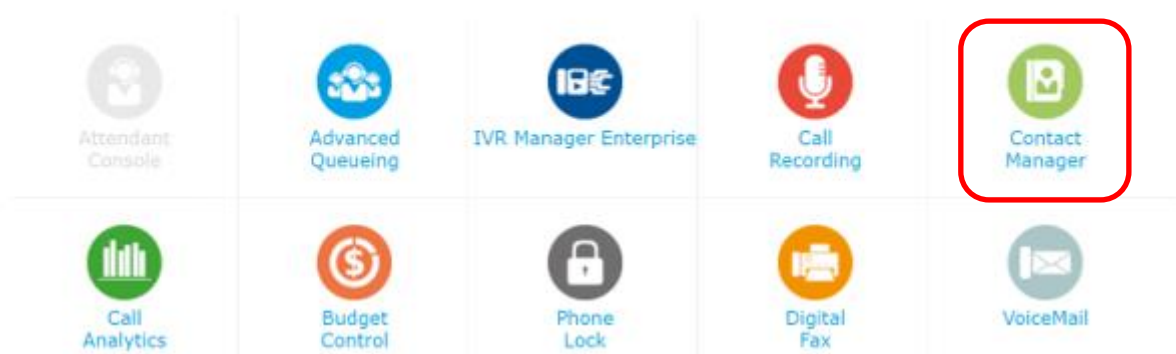 Attendant
Console
Advanced
Queueing
IVR Manager Enterprise
Call
Recording
Contact
Manager
Call
Analytics
Budget
Control
Phone
Lock
Digital
Fax
VoiceMail